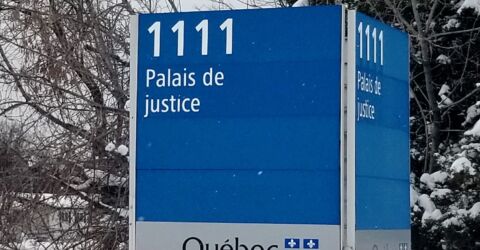 1111
Palais de
justice
Québec
1111
Palais de
justice